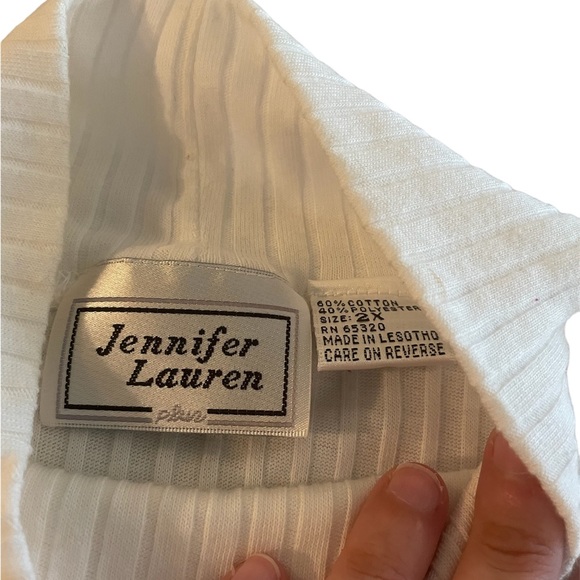 Jennifer
Lauren
plus
60% COTTON
40% POLYESTER
SIZE: 2X
RN 65320
MADE IN LESOTHO
CARE ON REVERSE